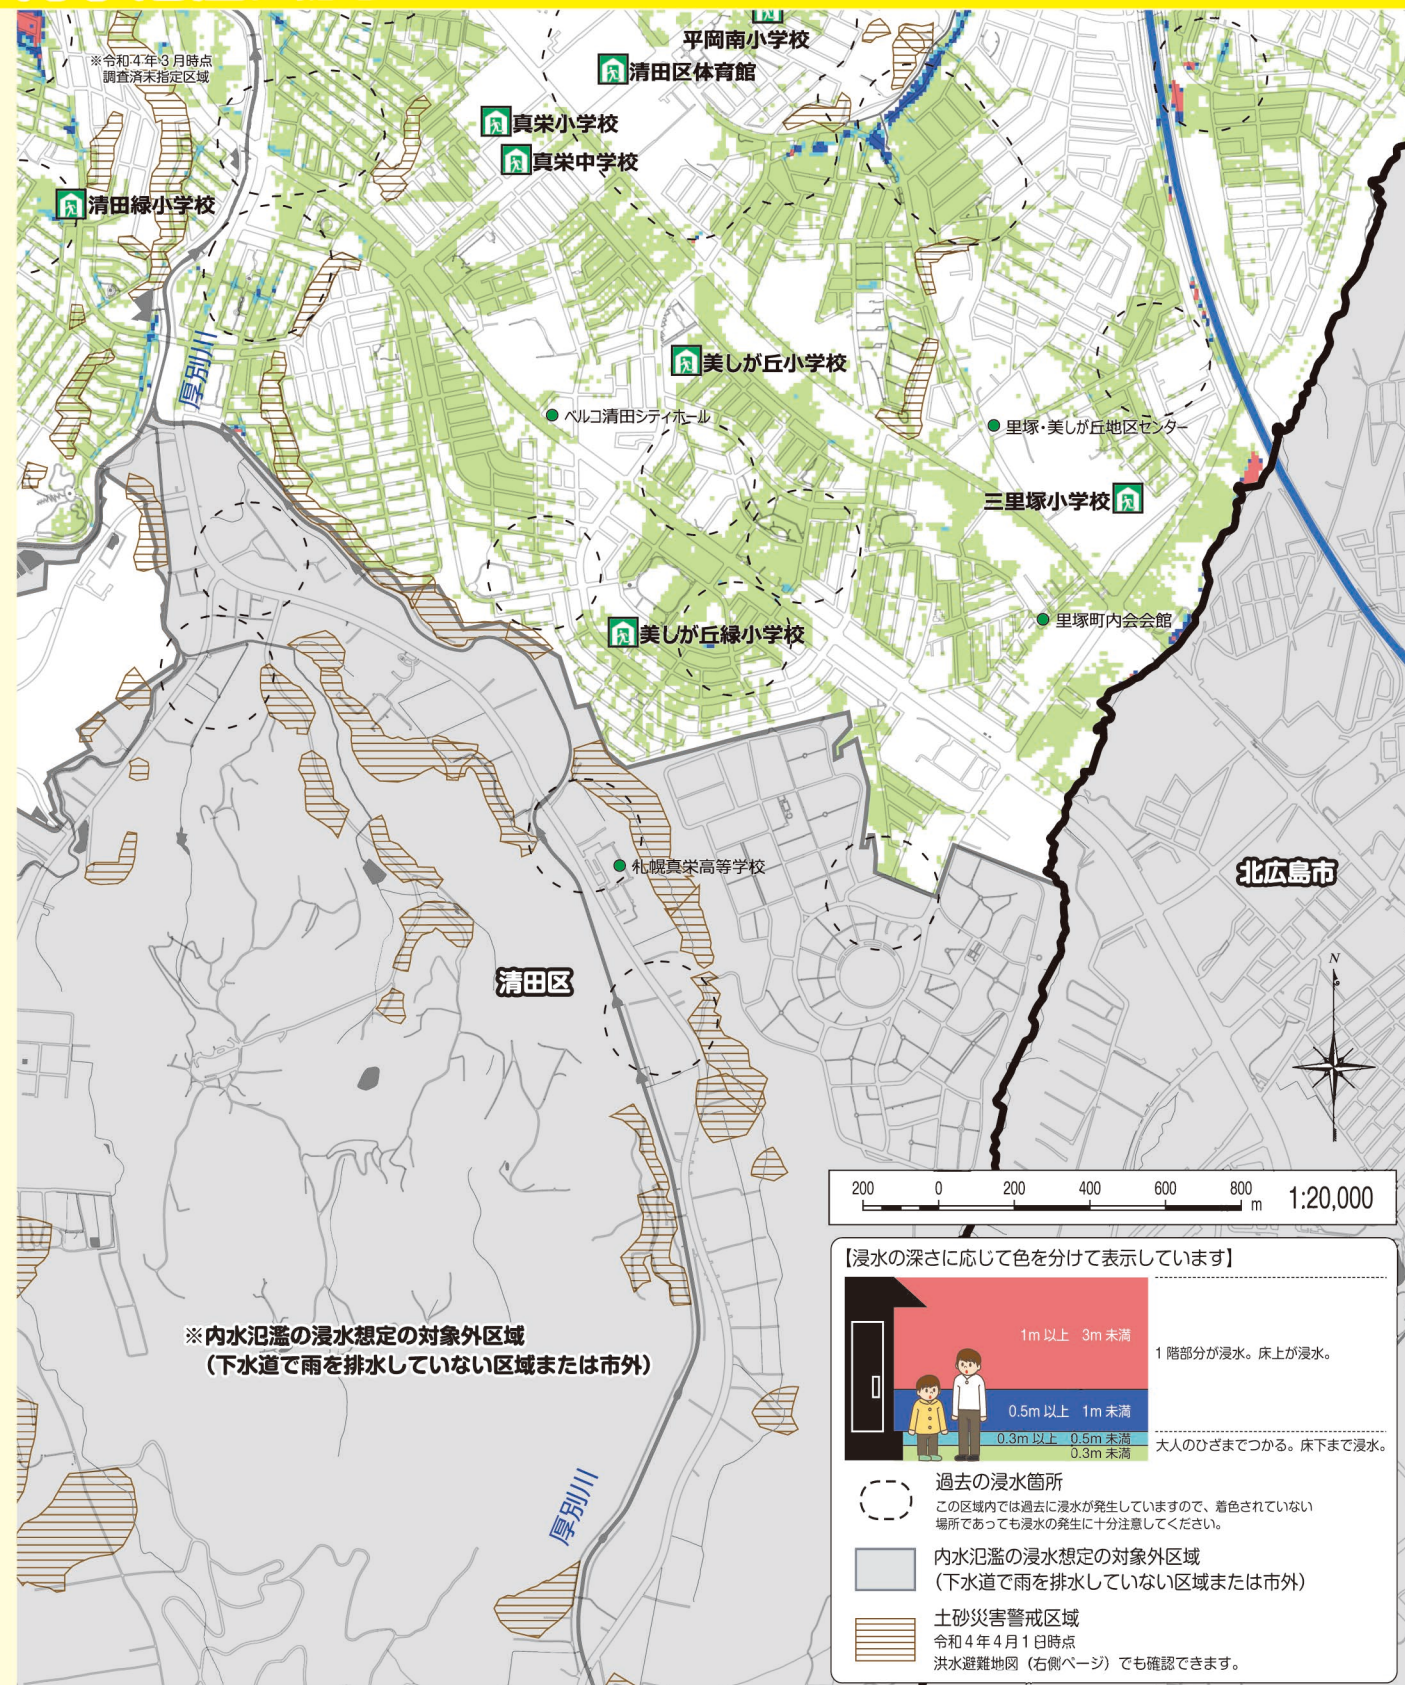 ※令和4年3月時点
調査済未指定区域
平岡南小学校
清田区体育館
真栄小学校
真栄中学校
清田緑小学校
厚別川
美しが丘小学校
ベルコ清田シティホール
里塚・美しが丘地区センター
三里塚小学校
里塚町内会会館
美しが丘緑小学校
札幌真栄高等学校
北広島市
清田区
N
200 0 200 400 600 800 m 1:20,000
※内水氾濫の浸水想定の対象外区域
(下水道で雨を排水していない区域または市外)
厚別川
【浸水の深さに応じて色を分けて表示しています】
1m 以上 3m 未満
1階部分が浸水。床上が浸水。
0.5m 以上 1m 未満
0.3m 以上 0.5m 未満
0.3m 未満
大人のひざまでつかる。床下まで浸水。
過去の浸水箇所
この区域内では過去に浸水が発生していますので、着色されていない
場所であっても浸水の発生に十分注意してください。
内水氾濫の浸水想定の対象外区域
(下水道で雨を排水していない区域または市外)
土砂災害警戒区域
令和4年4月1日時点
洪水避難地図(右側ページ)でも確認できます。